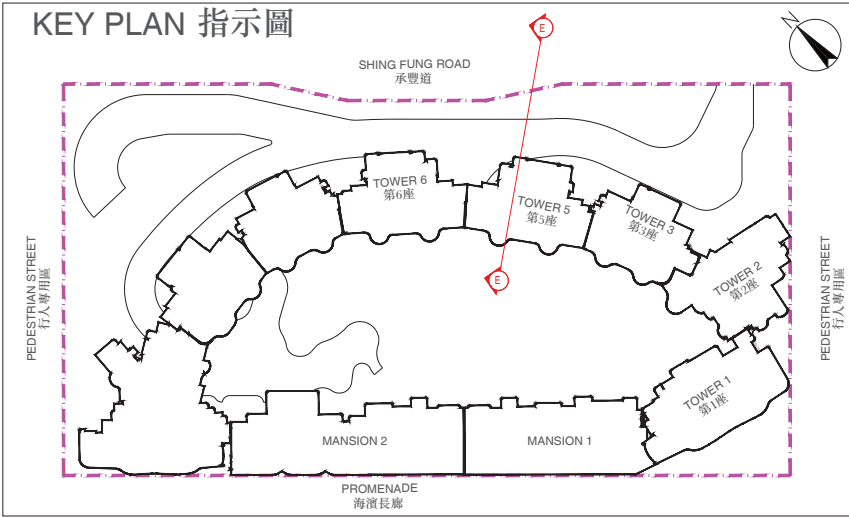 KEY PLAN 指示圖
N
E
SHING FUNG ROAD
承豐道
TOWER 6
第6座
TOWER 5
第5座
TOWER 3
第3座
TOWER 2
第2座
TOWER 1
第1座
E
PEDESTRIAN STREET
行人專用區
PEDESTRIAN STREET
行人專用區
MANSION 2
MANSION 1
PROMENADE
海濱長廊